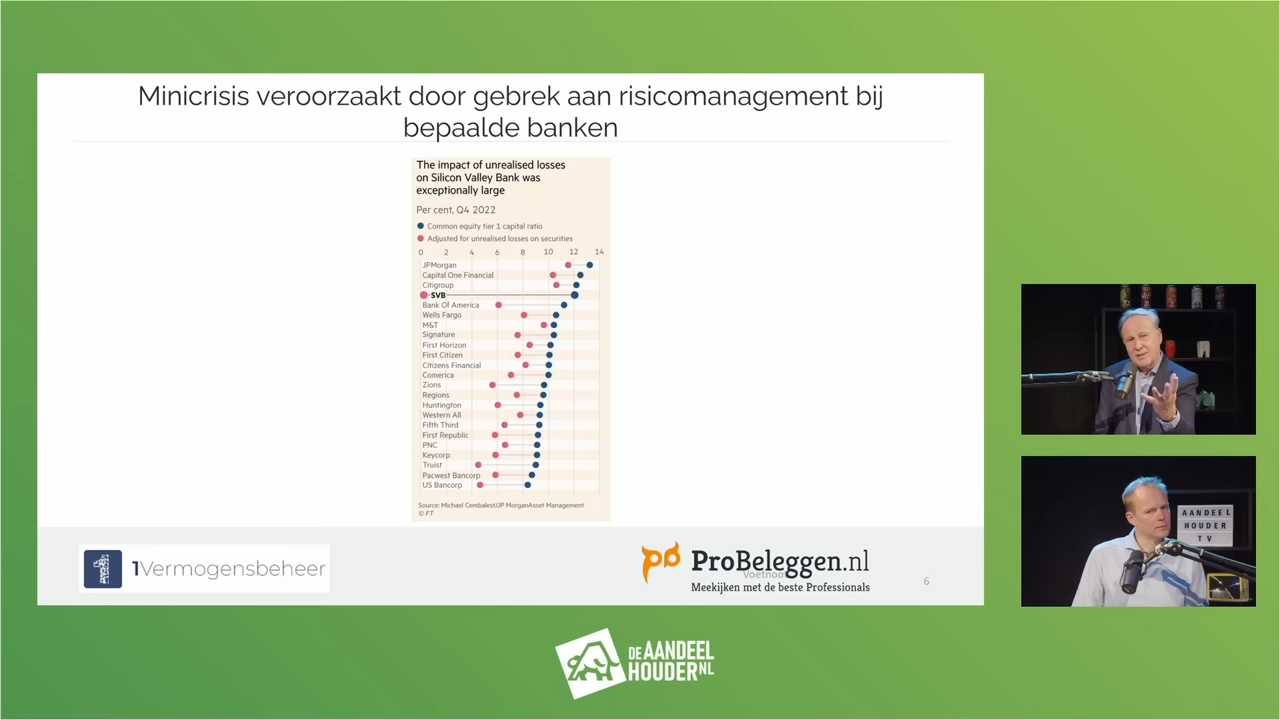 Minicrisis veroorzaakt door gebrek aan risicomanagement bij
bepaalde banken
The impact of unrealised losses
on Silicon Valley Bank was
exceptionally large
Per cent, Q4 2022
Common equity tier 1 capital ratio
Adjusted for unrealised losses on securities
0 2 4 6 8 10 12 14
JPMorgan
Capital One Financial
Citigroup
SVB
Bank Of America
Wells Fargo
M&T
Signature
First Horizon
First Citizen
Citizens Financial
Comerica
Zions
Regions
Huntington
Western All
Fifth Third
First Republic
PNC
Keycorp
Truist
Pacwest Bancorp
US Bancorp
Source: Michael Cembalest/JP MorganAsset Management
© FT
1Vermogensbeheer
ProBeleggen.nl
Meekijken met de beste Professionals
6
AANDEEL
HOUDER
TV
DE AANDEEL
HOUDER NL